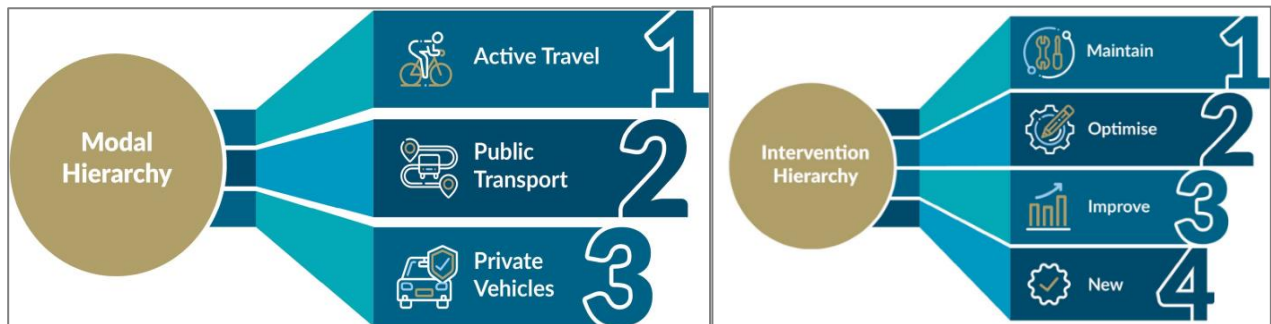 Modal
Hierarchy
Active Travel
1
Public
Transport
2
Private
Vehicles
3
Intervention
Hierarchy
Maintain
1
Optimise
2
Improve
3
New
4